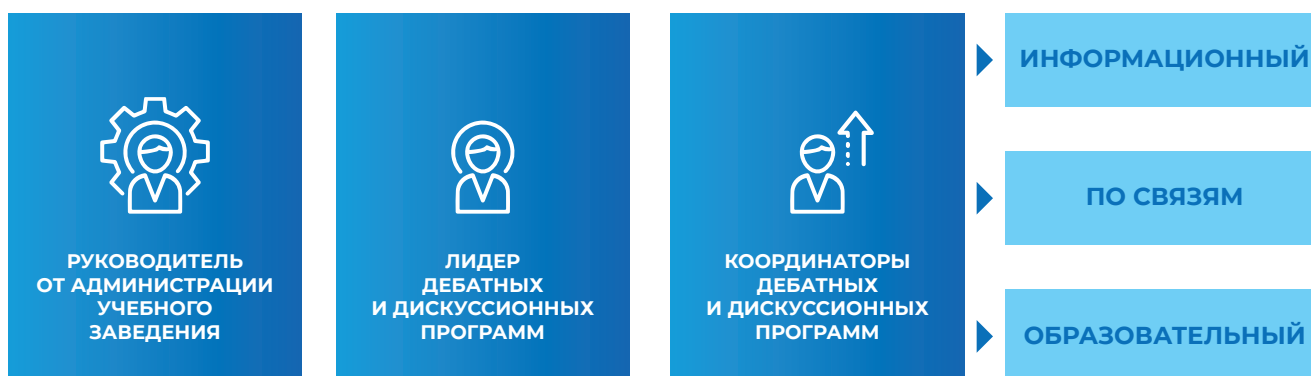 РУКОВОДИТЕЛЬ
ОТ АДМИНИСТРАЦИИ
УЧЕБНОГО
ЗАВЕДЕНИЯ
ЛИДЕР
ДЕБАТНЫХ
И ДИСКУССИОННЫХ
ПРОГРАММ
КООРДИНАТОРЫ
ДЕБАТНЫХ
И ДИСКУССИОННЫХ
ПРОГРАММ
ИНФОРМАЦИОННЫЙ
ПО СВЯЗЯМ
ОБРАЗОВАТЕЛЬНЫЙ